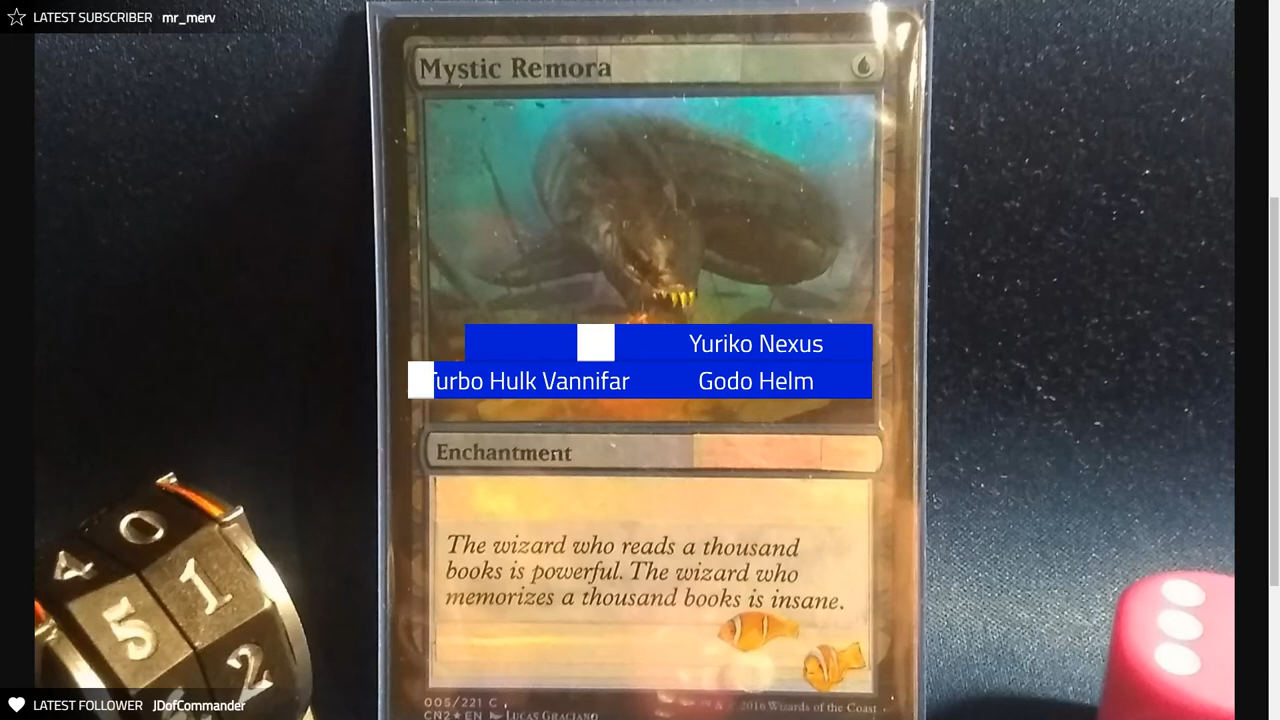 LATEST SUBSCRIBER mr_merv
Mystic Remora
Yuriko Nexus
Turbo Hulk Vannifar Godo Helm
Enchantment
The wizard who reads a thousand
books is powerful. The wizard who
memorizes a thousand books is insane.
4 0
5 1
2
005/221 C
CN2★EN LUCAS GRACIANO
2016 Wizards of the Coast
LATEST FOLLOWER JDofCommander